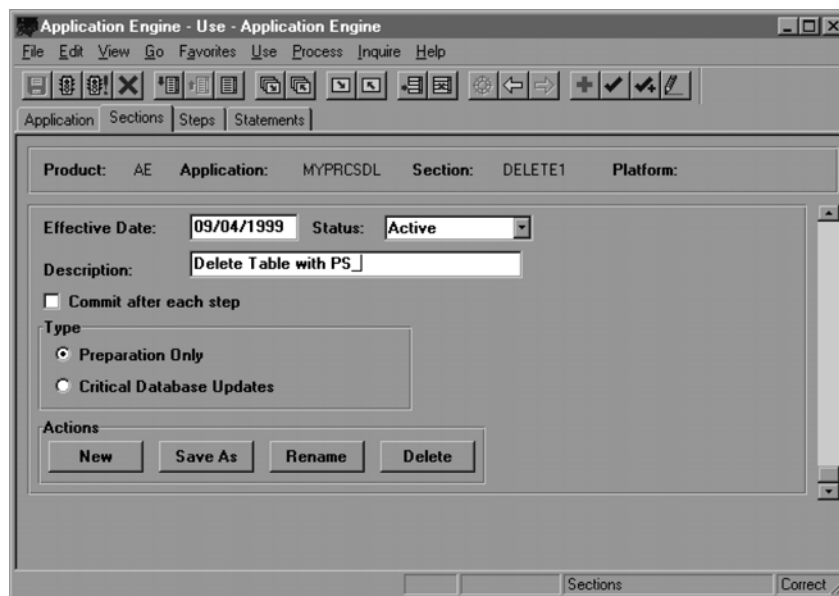 Application Engine - Use - Application Engine
File Edit View Go Favorites Use Process Inquire Help
Application Sections Steps Statements
Product: AE Application: MYPRCSDL Section: DELETE1 Platform:
Effective Date: 09/04/1999 Status: Active
Description: Delete Table with PS_
Commit after each step
Type
Preparation Only
Critical Database Updates
Actions
New Save As Rename Delete
Sections Correct